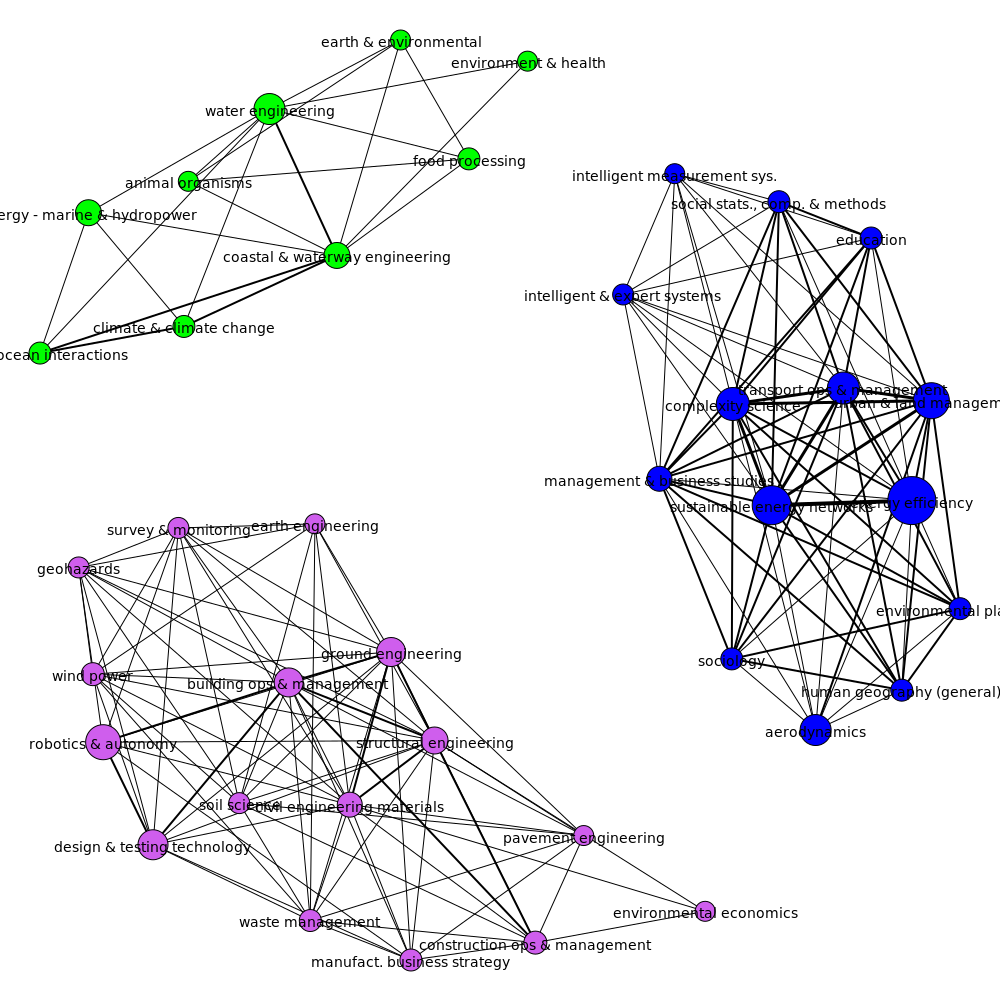 earth & environmental
environment & health
water engineering
food processing
animal organisms
ergy - marine & hydropower
coastal & waterway engineering
climate & climate change
ocean interactions
intelligent measurement sys.
social stats., comp. & methods
education
intelligent & expert systems
transport ops & management
complexity science
urban & land managem
management & business studies
sustainable energy networks
energy efficiency
environmental pla
sociology
human geography (general)
aerodynamics
survey & monitoring
earth engineering
geohazards
ground engineering
wind power
building ops & management
robotics & autonomy
structural engineering
soil science
civil engineering materials
design & testing technology
pavement engineering
waste management
environmental economics
construction ops & management
manufact. business strategy